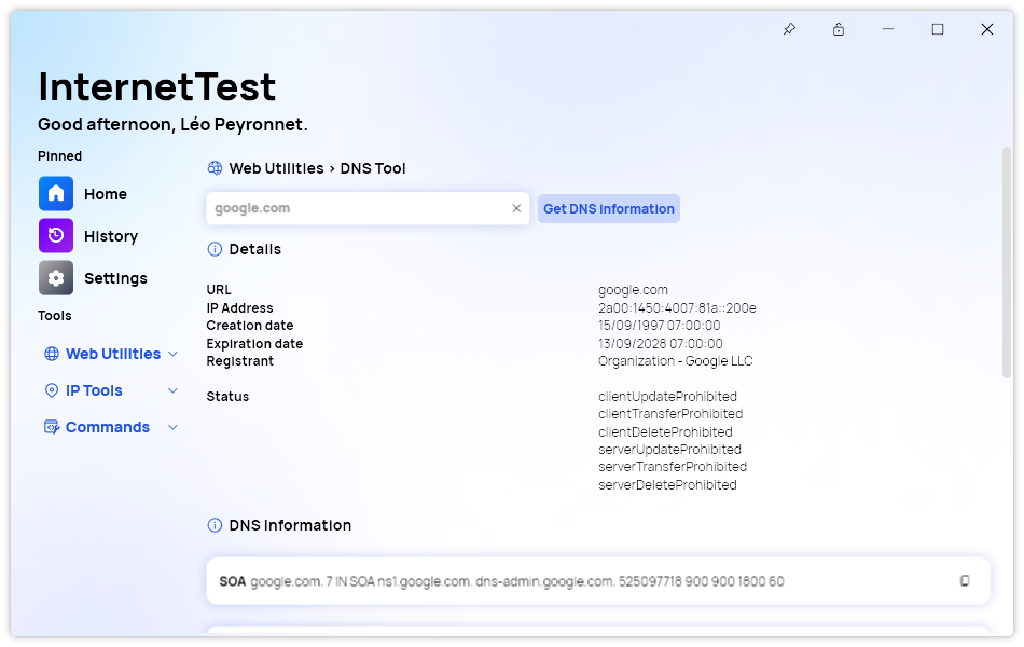 InternetTest
Good afternoon, Léo Peyronnet.
Pinned
Home
History
Settings
Tools
Web Utilities
IP Tools
Commands
Web Utilities > DNS Tool
google.com
Get DNS information
Details
URL google.com
IP Address 2a00:1450:4007:81a::200e
Creation date 15/09/1997 07:00:00
Expiration date 13/09/2028 07:00:00
Registrant Organization - Google LLC
Status clientUpdateProhibited
clientTransferProhibited
clientDeleteProhibited
serverUpdateProhibited
serverTransferProhibited
serverDeleteProhibited
DNS information
SOA google.com. 7 IN SOA ns1.google.com. dns-admin.google.com. 525097718 900 900 1800 60